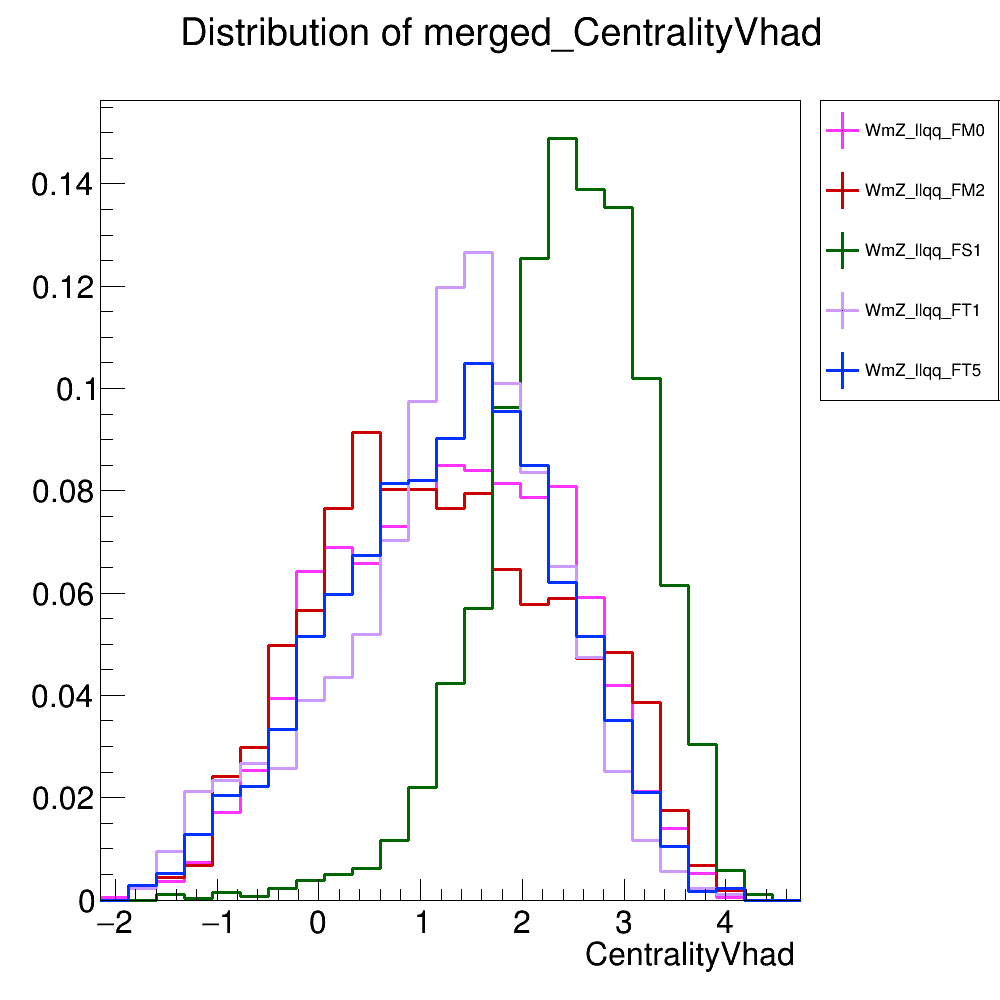 Distribution of merged_CentralityVhad
WmZ_llqq_FM0
WmZ_llqq_FM2
WmZ_llqq_FS1
WmZ_llqq_FT1
WmZ_llqq_FT5
0.14
0.12
0.1
0.08
0.06
0.04
0.02
0
−2 −1 0 1 2 3 4
CentralityVhad